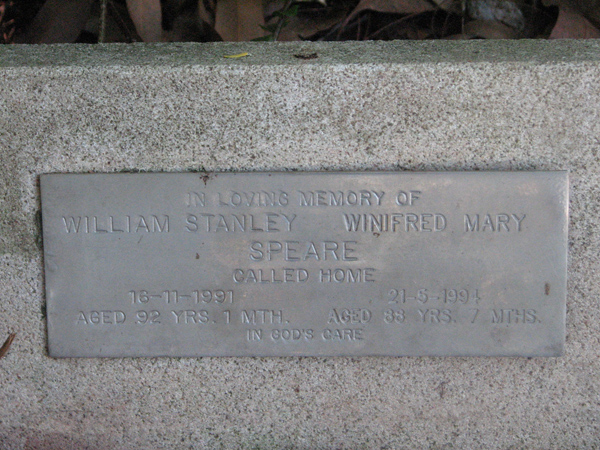 IN LOVING MEMORY OF
WILLIAM STANLEY WINIFRED MARY
SPEARE
CALLED HOME
16-11-1991 21-5-1994
AGED 92 YRS. 1 MTH. AGED 88 YRS. 7 MTHS.
IN GOD'S CARE